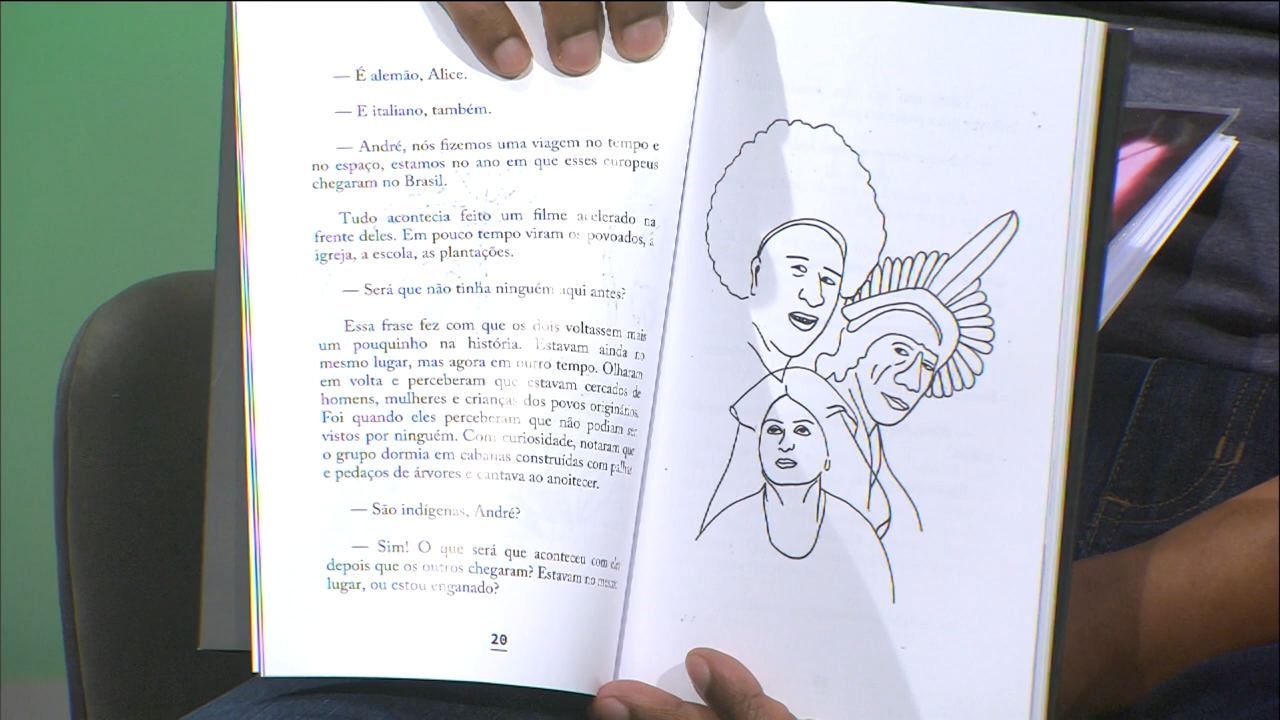 — É alemão, Alice.
— E italiano, também.
— André, nós fizemos uma viagem no tempo e
no espaço, estamos no ano em que esses europeus
chegaram no Brasil.
Tudo acontecia feito um filme acelerado na
frente deles. Em pouco tempo viram os povoados, a
igreja, a escola, as plantações.
— Será que não tinha ninguém aqui antes?
Essa frase fez com que os dois voltassem mais
um pouquinho na história. Estavam ainda no
mesmo lugar, mas agora em outro tempo. Olharam
em volta e perceberam que estavam cercados de
homens, mulheres e crianças dos povos originários.
Foi quando eles perceberam que não podiam ser
vistos por ninguém. Com curiosidade, notaram que
o grupo dormia em cabanas construídas com palha
e pedaços de árvores e cantava ao anoitecer.
— São indígenas, André?
— Sim! O que será que aconteceu com eles
depois que os outros chegaram? Estavam no mesmo
lugar, ou estou enganado?
20